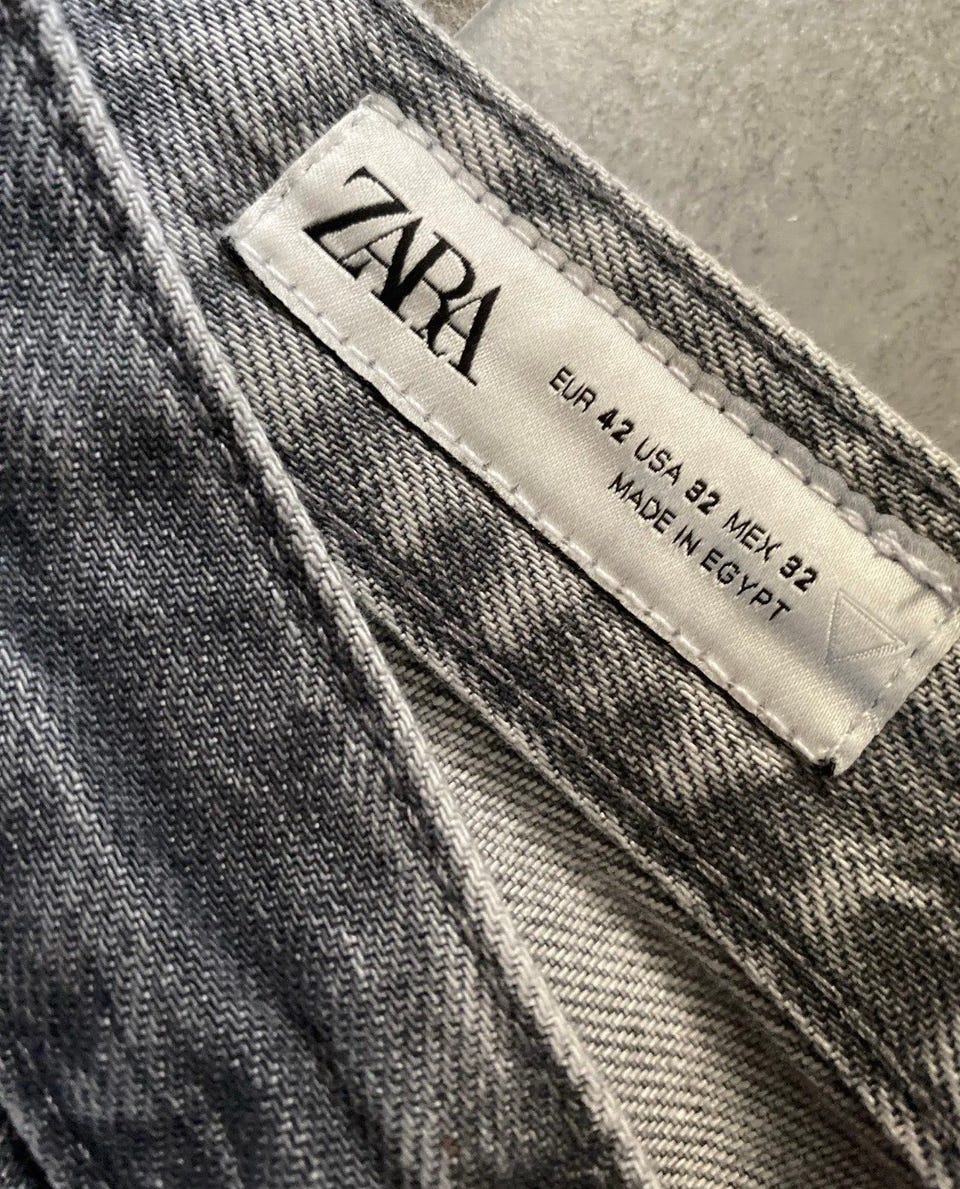 ZARA
EUR 42 USA 32 MEX 32
MADE IN EGYPT